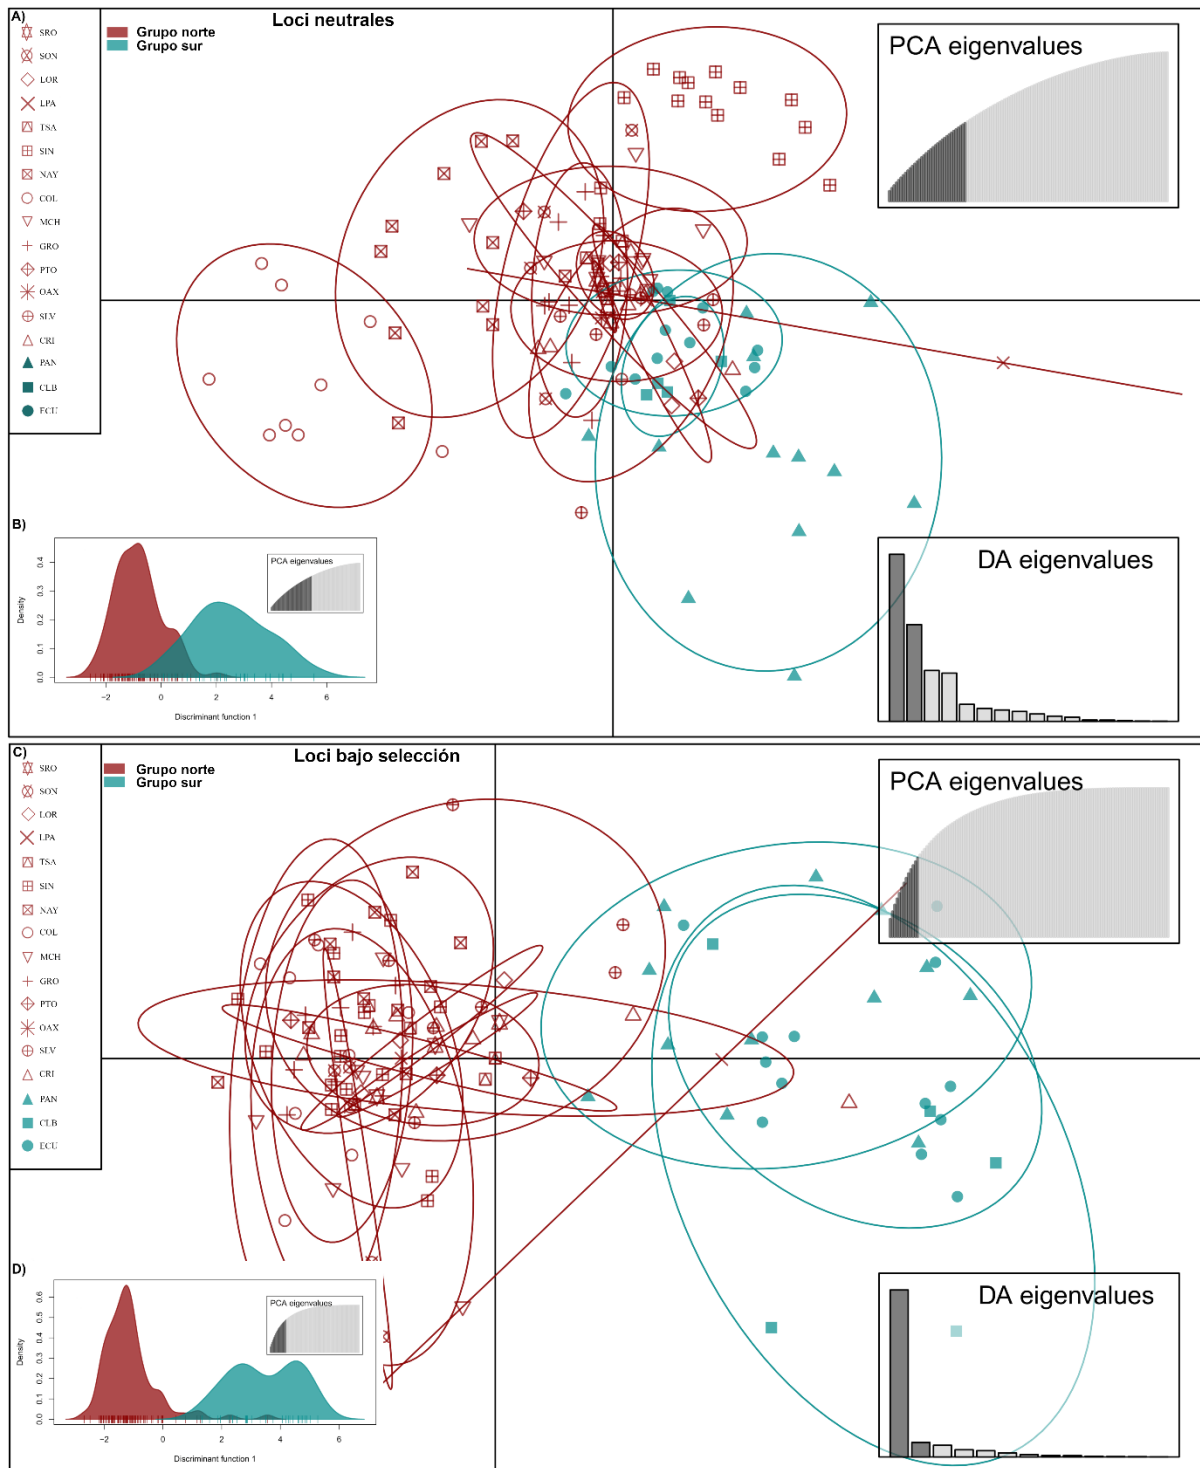 A)
Loci neutrales
Grupo norte
Grupo sur
SRO
SON
LOR
LPA
TSA
SIN
NAY
COL
MCH
GRO
PTO
OAX
SLV
CRI
PAN
CLB
ECU
PCA eigenvalues
DA eigenvalues
B)
PCA eigenvalues
Density
0.0
0.1
0.2
0.3
0.4
−2
0
2
4
6
Discriminant function 1
C)
Loci bajo selección
Grupo norte
Grupo sur
SRO
SON
LOR
LPA
TSA
SIN
NAY
COL
MCH
GRO
PTO
OAX
SLV
CRI
PAN
CLB
ECU
PCA eigenvalues
DA eigenvalues
D)
PCA eigenvalues
Density
0.0
0.1
0.2
0.3
0.4
0.5
0.6
−2
0
2
4
6
Discriminant function 1